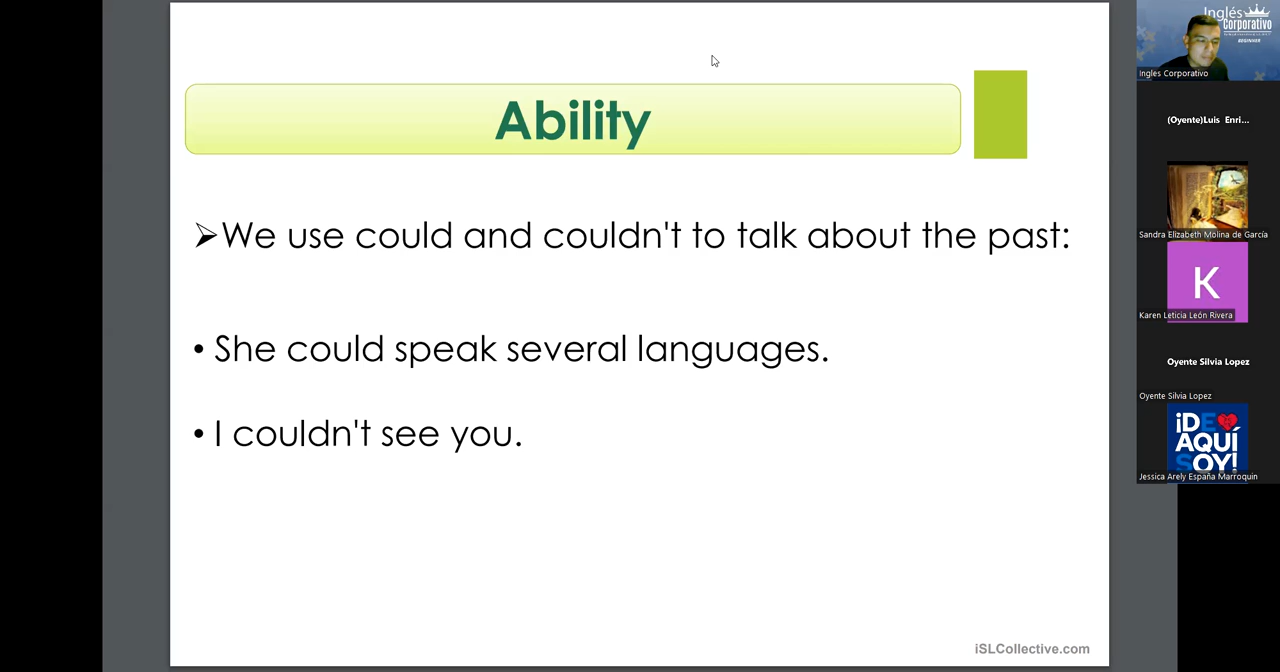 Ability
➢We use could and couldn't to talk about the past:
• She could speak several languages.
• I couldn't see you.
iSLCollective.com
Inglés
Corporativo
BEGINNER
Ingles Corporativo
(Oyente)Luis Enri...
Sandra Elizabeth Molina de García
K
Karen Leticia León Rivera
Oyente Silvia Lopez
Oyente Silvia Lopez
¡DE
AQUÍ
SOY!
Jessica Arely España Marroquin